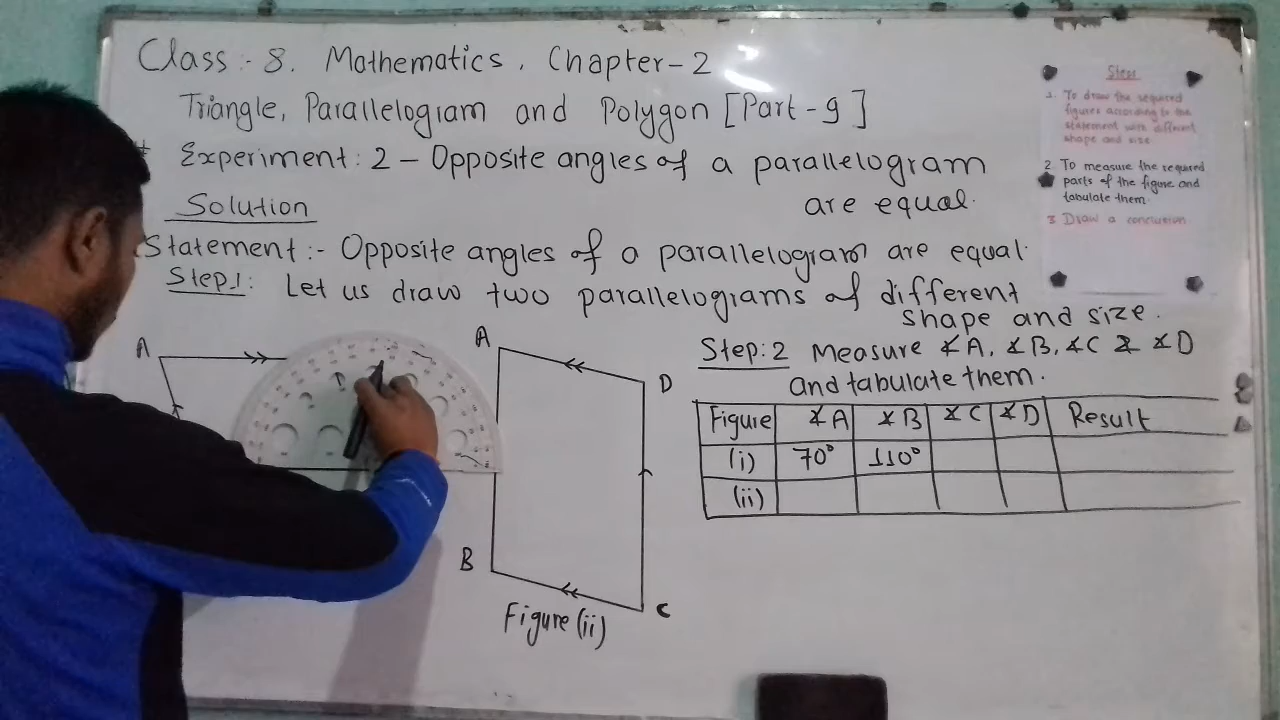 Class :- 8. Mathematics, Chapter-2
Triangle, Parallelogram and Polygon [Part-9]
* Experiment: 2 - Opposite angles of a parallelogram
are equal.
Solution
Statement:- Opposite angles of a parallelogram are equal.
Step1: Let us draw two parallelograms of different
shape and size.
Steps
1. To draw the required
figures according to the
statement with different
shape and size
2. To measure the required
parts of the figure and
tabulate them.
3. Draw a conclusion
A
A
D
B
C
Figure (ii)
Step:2 Measure ∡A, ∡B, ∡C & ∡D
and tabulate them.
Figure ∡A ∡B ∡C ∡D Result
(i) 70° 110°
(ii)